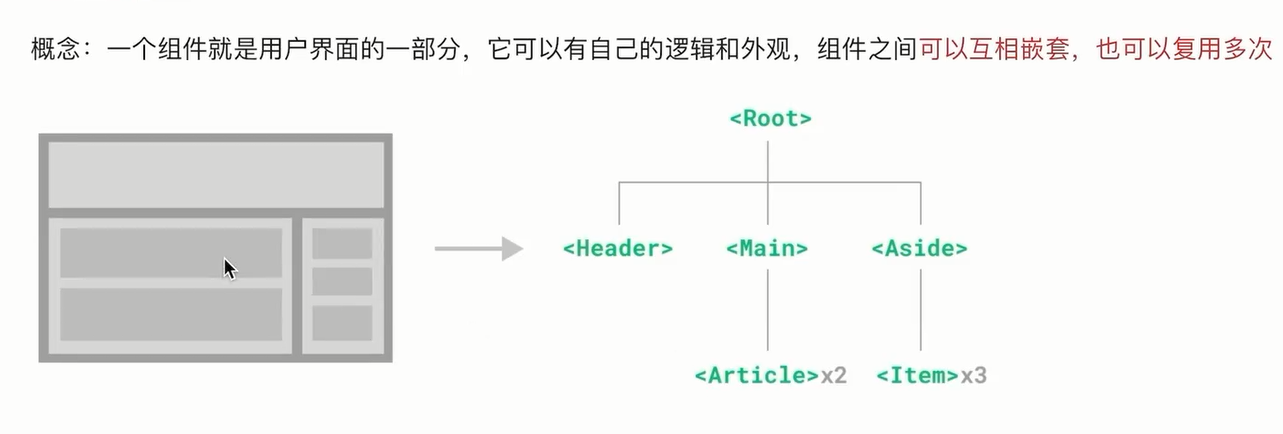 概念：一个组件就是用户界面的一部分，它可以有自己的逻辑和外观，组件之间可以互相嵌套，也可以复用多次
<Root>
<Header> <Main> <Aside>
<Article>x2 <Item>x3